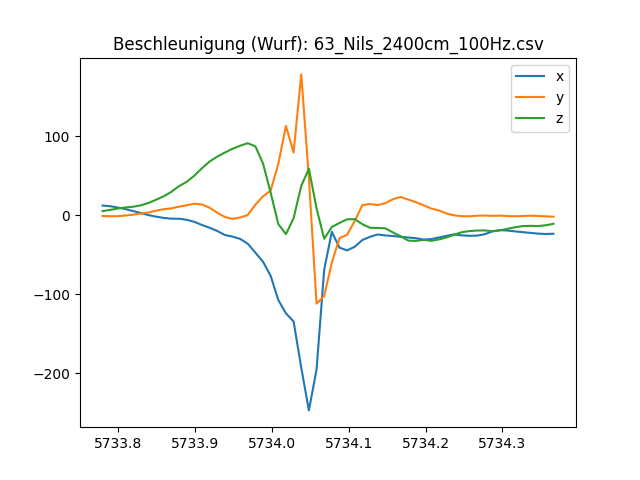 Beschleunigung (Wurf): 63_Nils_2400cm_100Hz.csv
x
y
z
100
0
−100
−200
5733.8 5733.9 5734.0 5734.1 5734.2 5734.3